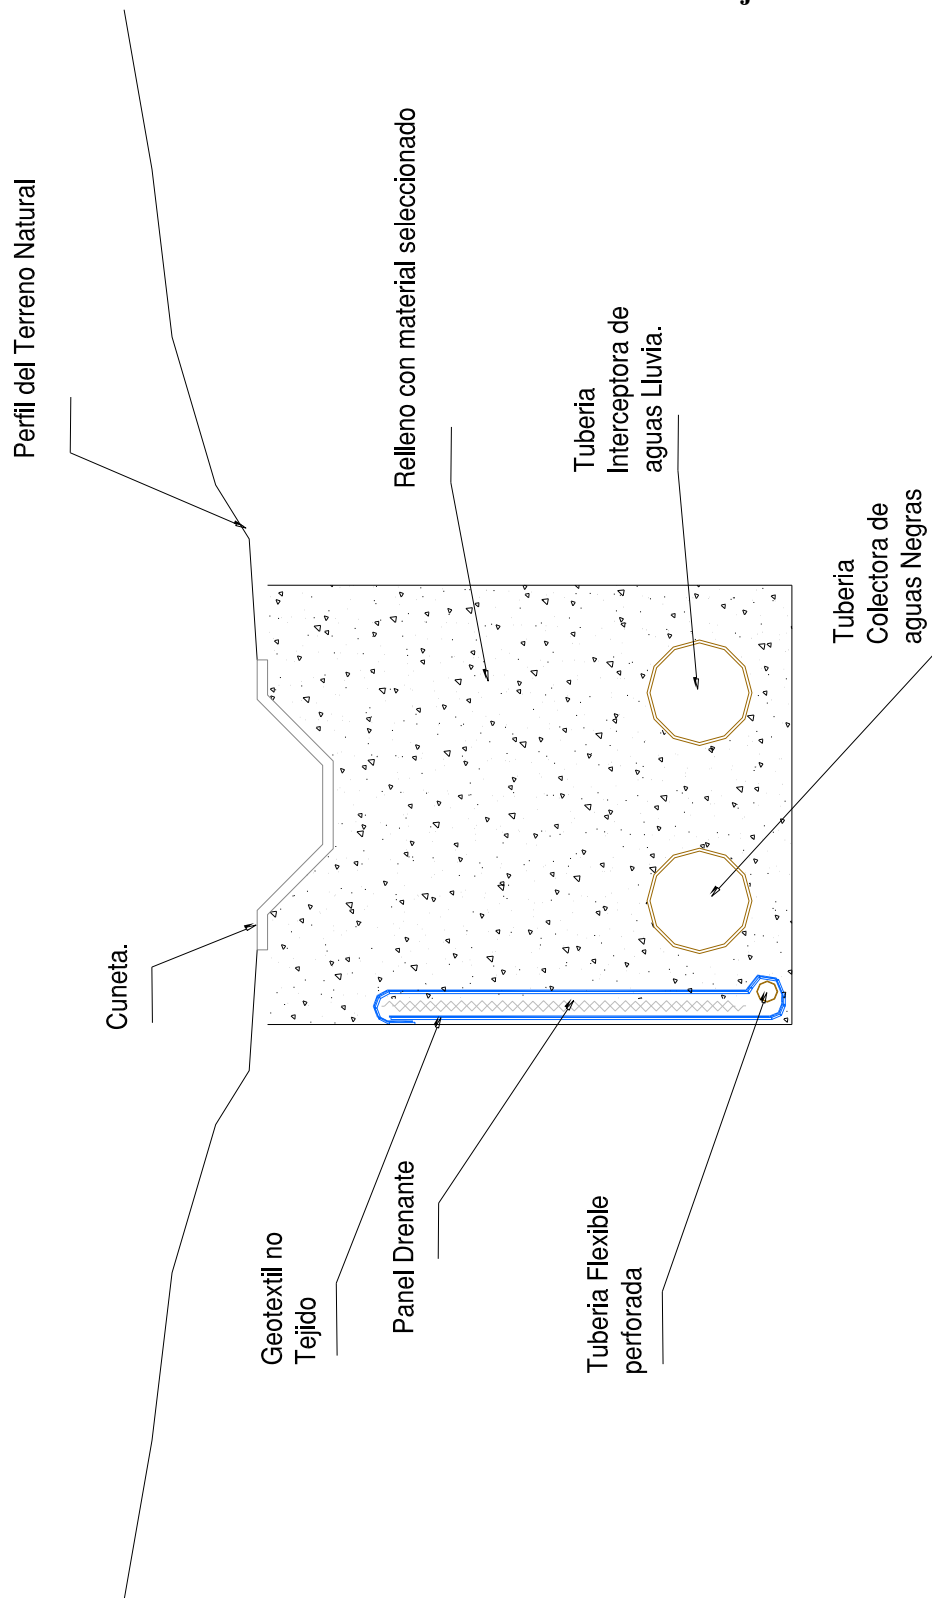 Perfil del Terreno Natural
Cuneta.
Relleno con material seleccionado
Geotextil no
Tejido
Panel Drenante
Tuberia
Interceptora de
aguas Lluvia.
Tuberia Flexible
perforada
Tuberia
Colectora de
aguas Negras